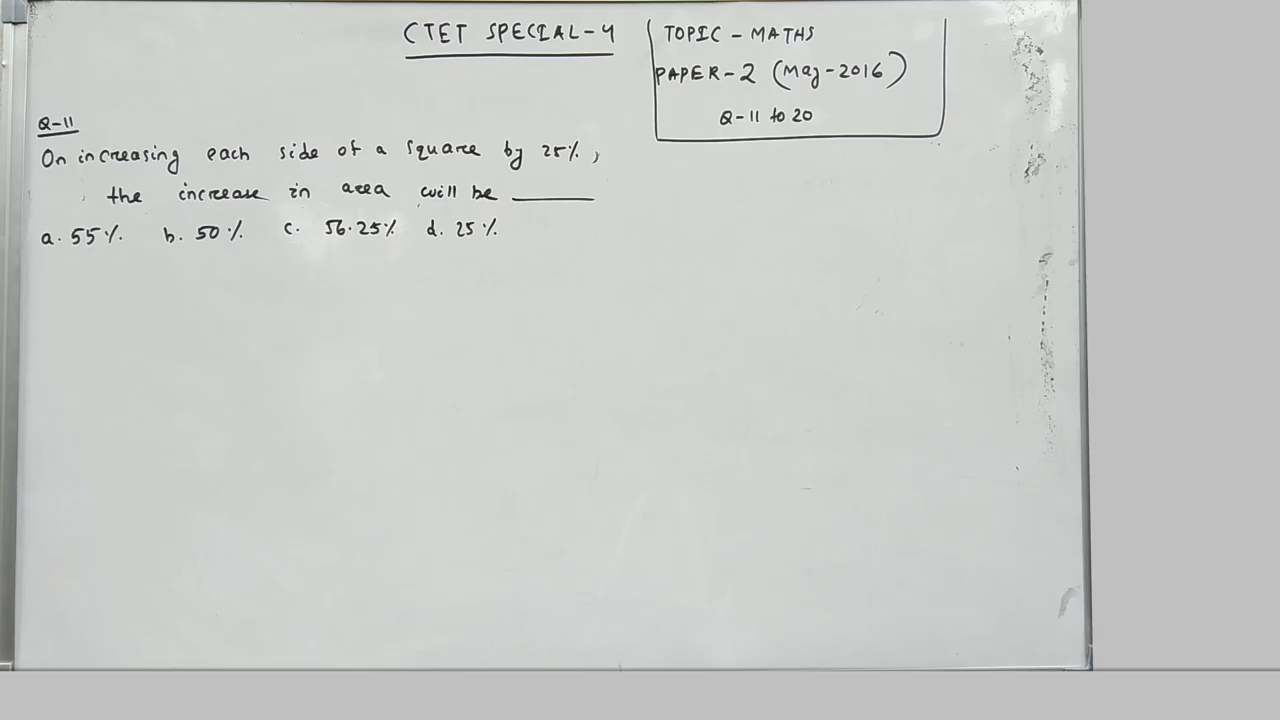 CTET SPECIAL-4
TOPIC - MATHS
PAPER-2 (May-2016)
Q-11 to 20
Q-11
On increasing each side of a square by 25%,
the increase in area will be ______
a. 55%. b. 50%. c. 56.25% d. 25%.